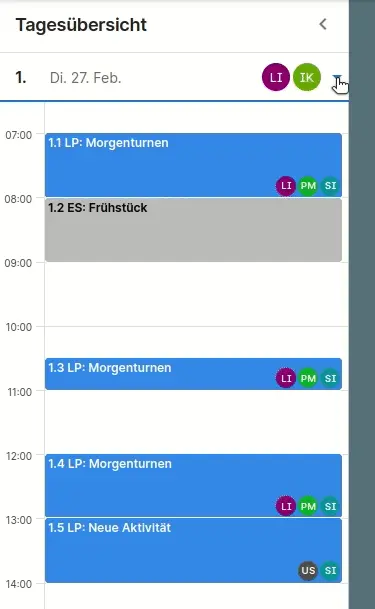 Tagesübersicht
1. Di. 27. Feb. LI IK
07:00
1.1 LP: Morgenturnen
LI PM SI
08:00
1.2 ES: Frühstück
09:00
10:00
1.3 LP: Morgenturnen
LI PM SI
11:00
12:00
1.4 LP: Morgenturnen
LI PM SI
13:00
1.5 LP: Neue Aktivität
US SI
14:00